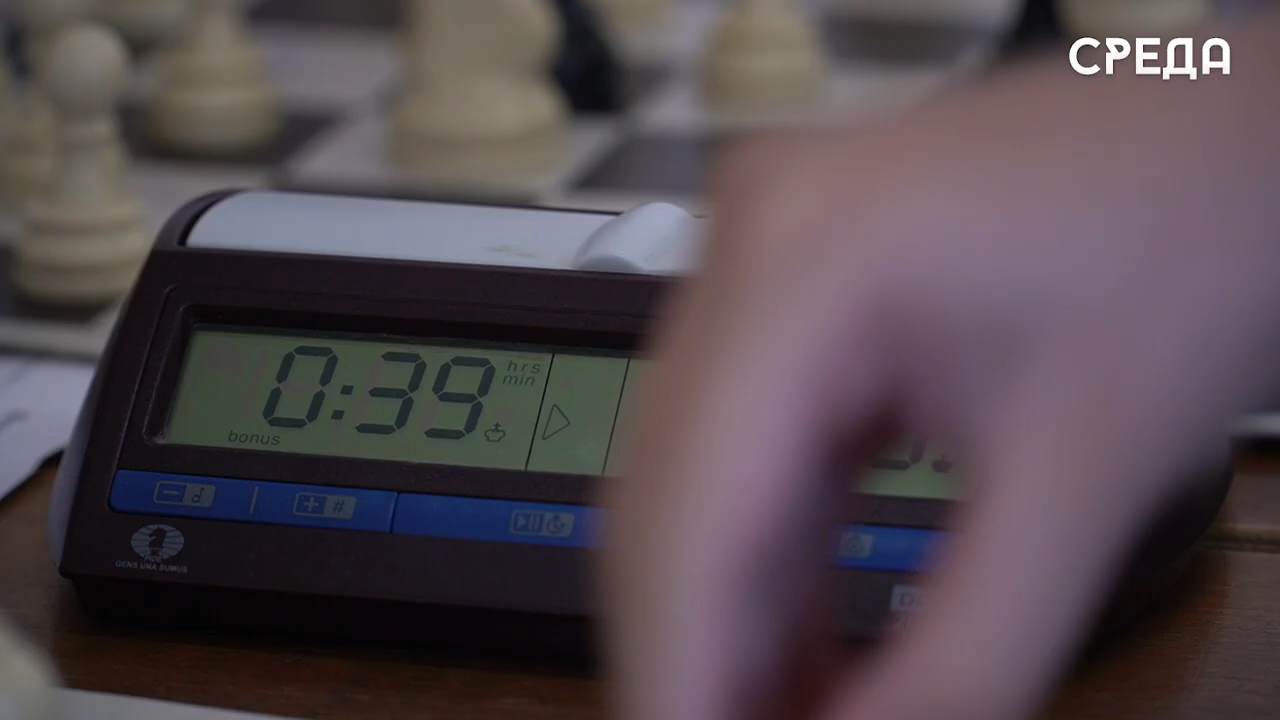 СРЕДА
0:39
hrs
min
bonus
GENS UNA SUMUS